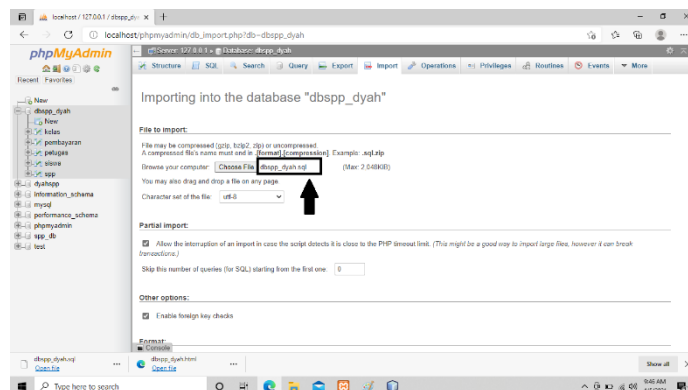 localhost / 127.0.0.1 / dbspp_dy
localhost/phpmyadmin/db_import.php?db=dbspp_dyah
phpMyAdmin
Recent Favorites
New
dbspp_dyah
New
kelas
pembayaran
petugas
siswa
spp
dyahspp
information_schema
mysql
performance_schema
phpmyadmin
spp_db
test
Server: 127.0.0.1 » Database: dbspp_dyah
Structure SQL Search Query Export Import Operations Privileges Routines Events More
Importing into the database "dbspp_dyah"
File to import:
File may be compressed (gzip, bzip2, zip) or uncompressed.
A compressed file's name must end in .[format].[compression]. Example: .sql.zip
Browse your computer: Choose File dbspp_dyah.sql (Max: 2,048KiB)
You may also drag and drop a file on any page.
Character set of the file: utf-8
Partial import:
Allow the interruption of an import in case the script detects it is close to the PHP timeout limit. (This might be a good way to import large files, however it can break
transactions.)
Skip this number of queries (for SQL) starting from the first one: 0
Other options:
Enable foreign key checks
Format:
Console
dbspp_dyah.sql
Open file
dbspp_dyah.html
Open file
Show all
Type here to search
9:46 AM